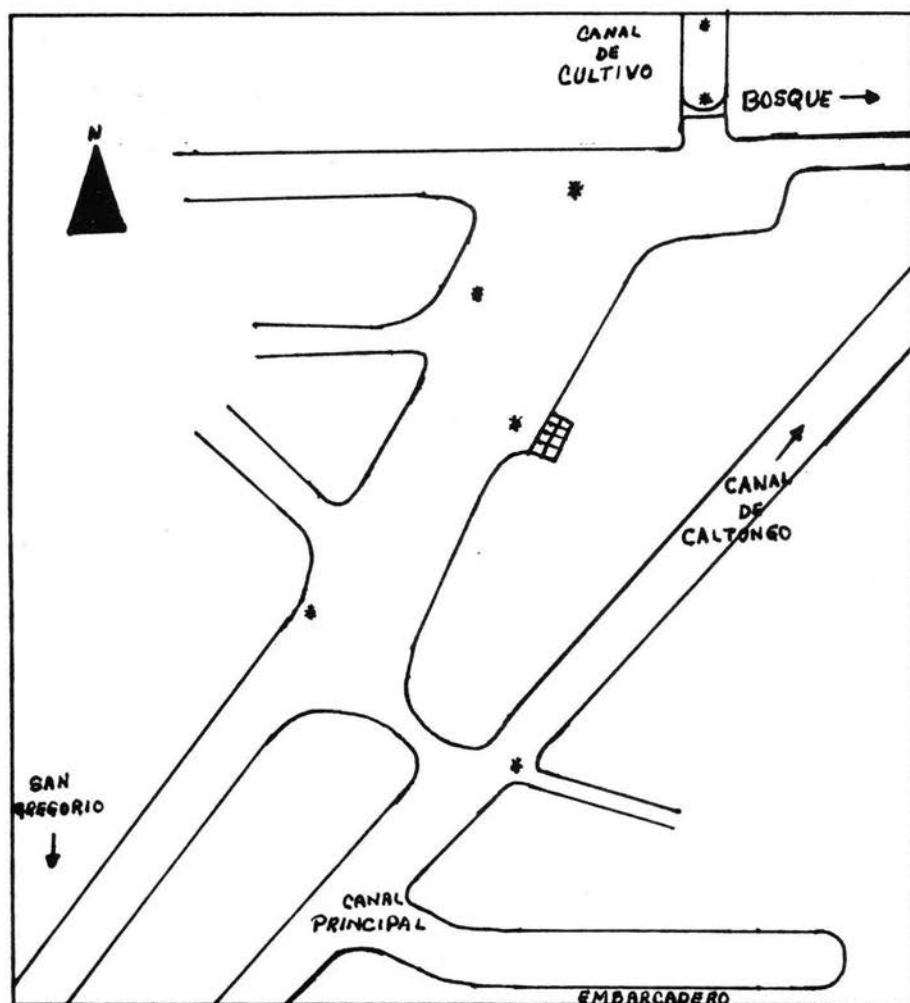 CANAL
DE
CULTIVO
BOSQUE
N
CANAL
DE
CALTONGO
SAN
GREGORIO
CANAL
PRINCIPAL
EMBARCADERO